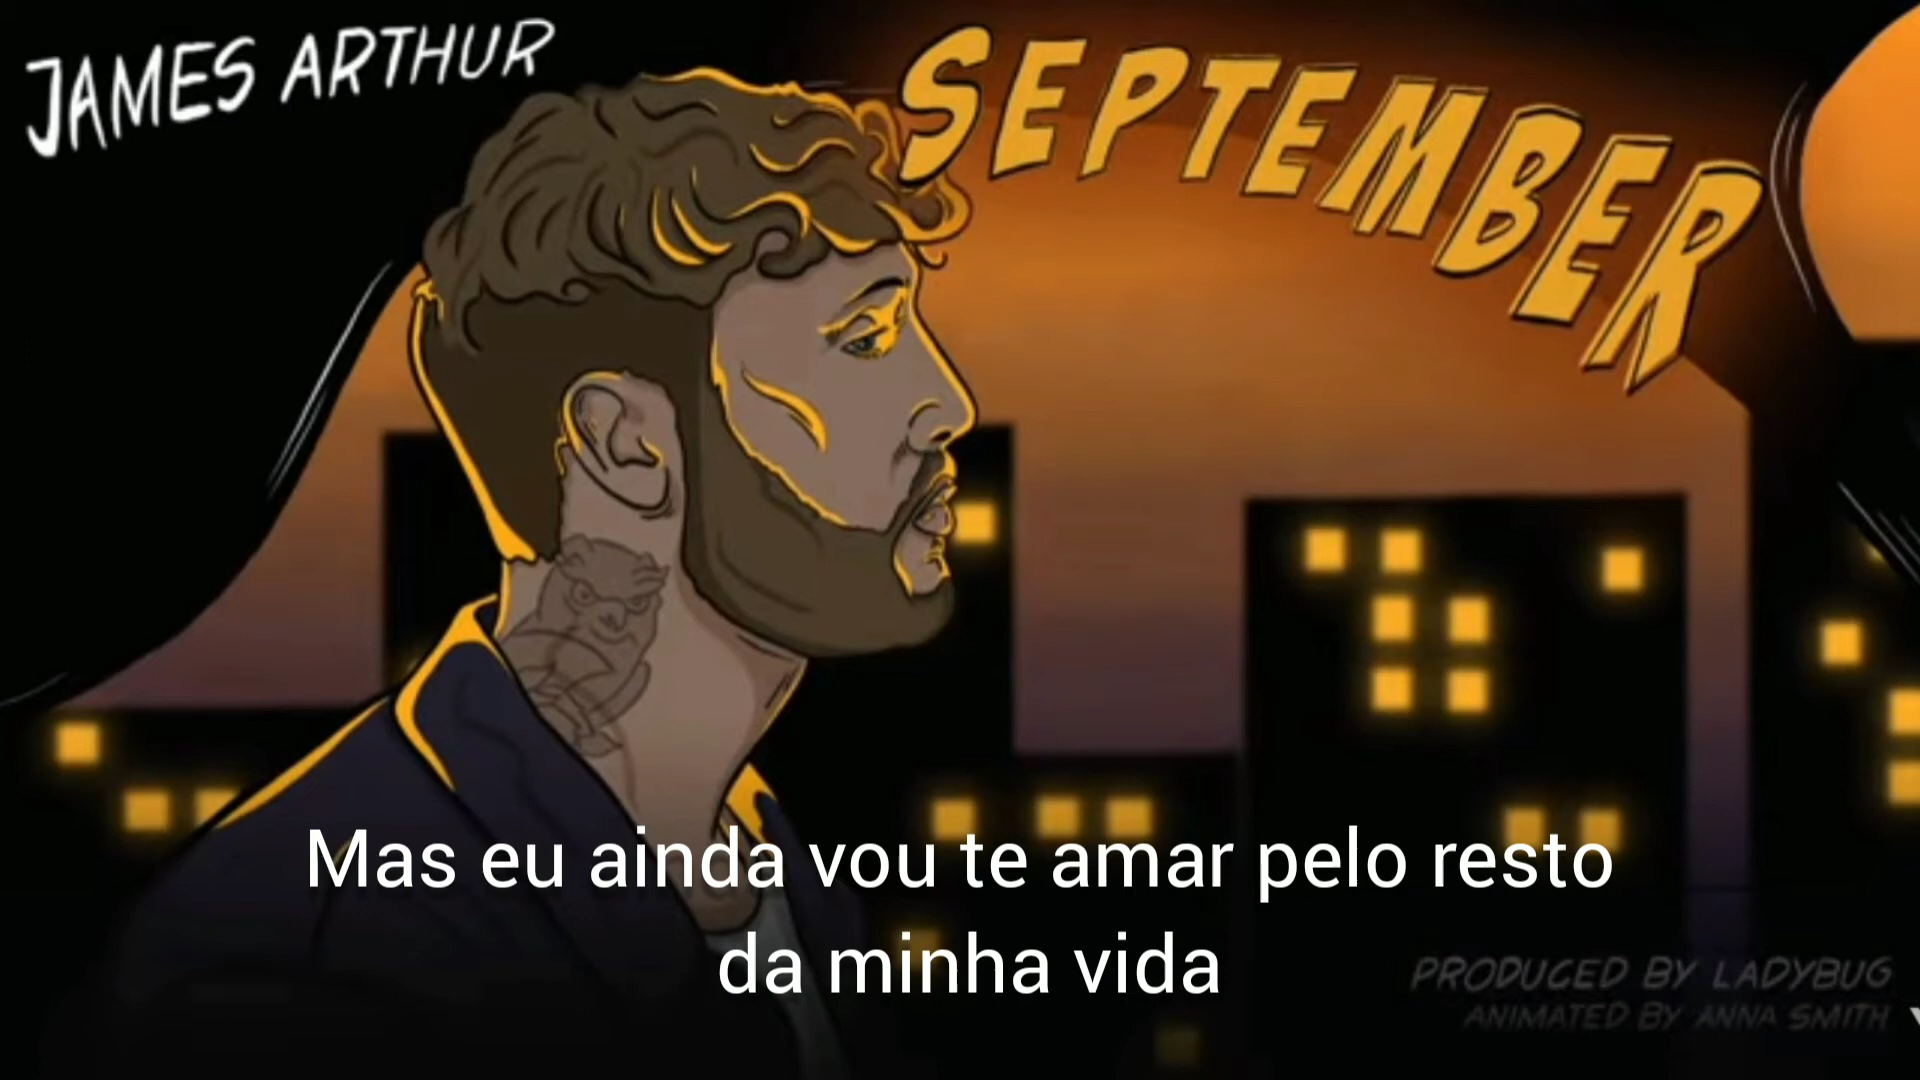 JAMES ARTHUR
SEPTEMBER
Mas eu ainda vou te amar pelo resto
da minha vida
PRODUCED BY LADYBUG
ANIMATED BY ANNA SMITH